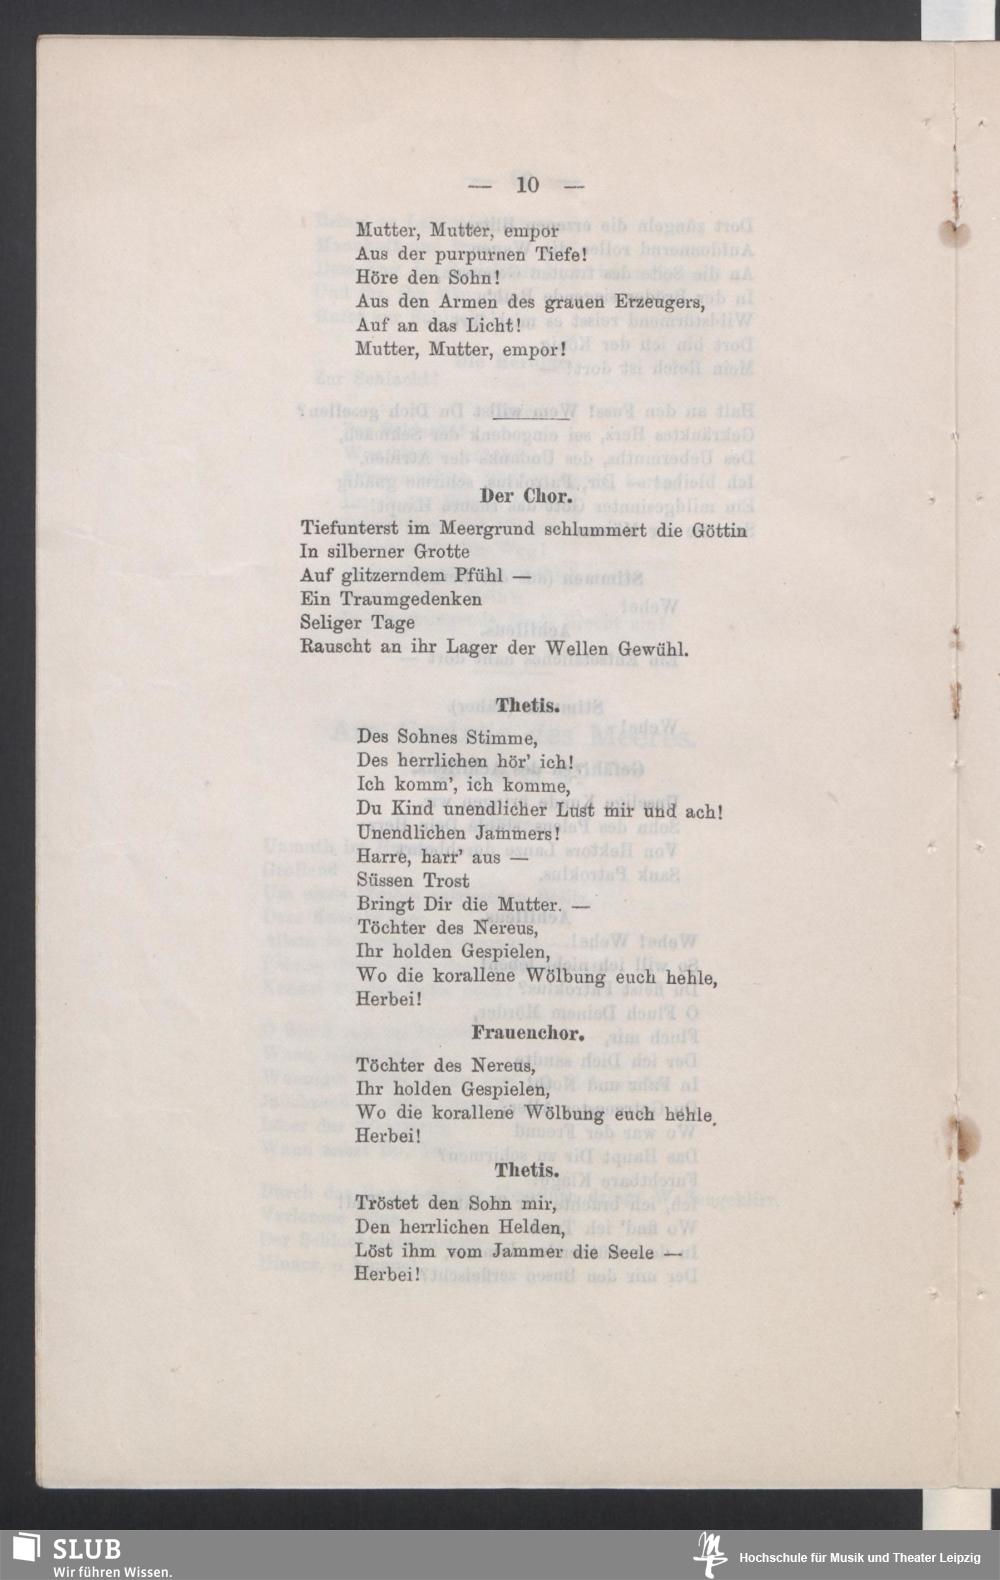 — 10 —
Mutter, Mutter, empor
Aus der purpurnen Tiefe!
Höre den Sohn!
Aus den Armen des grauen Erzeugers,
Auf an das Licht!
Mutter, Mutter, empor!
Der Chor.
Tiefunterst im Meergrund schlummert die Göttin
In silberner Grotte
Auf glitzerndem Pfühl —
Ein Traumgedenken
Seliger Tage
Rauscht an ihr Lager der Wellen Gewühl.
Thetis.
Des Sohnes Stimme,
Des herrlichen hör' ich!
Ich komm', ich komme,
Du Kind unendlicher Lust mir und ach!
Unendlichen Jammers!
Harre, harr' aus —
Süssen Trost
Bringt Dir die Mutter. —
Töchter des Nereus,
Ihr holden Gespielen,
Wo die korallene Wölbung euch hehle,
Herbei!
Frauenchor.
Töchter des Nereus,
Ihr holden Gespielen,
Wo die korallene Wölbung euch hehle,
Herbei!
Thetis.
Tröstet den Sohn mir,
Den herrlichen Helden,
Löst ihm vom Jammer die Seele —
Herbei!
SLUB
Wir führen Wissen.
Hochschule für Musik und Theater Leipzig